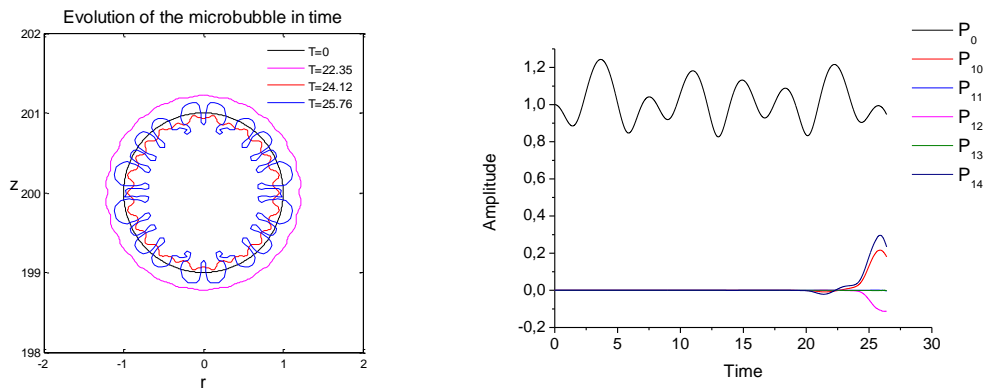 Evolution of the microbubble in time
202
201
z 200
199
198
-2 -1 0 1 2
r
T=0
T=22.35
T=24.12
T=25.76
1,2
1,0
0,8
0,6
0,4
0,2
0,0
-0,2
Amplitude
0 5 10 15 20 25 30
Time
P0
P10
P11
P12
P13
P14